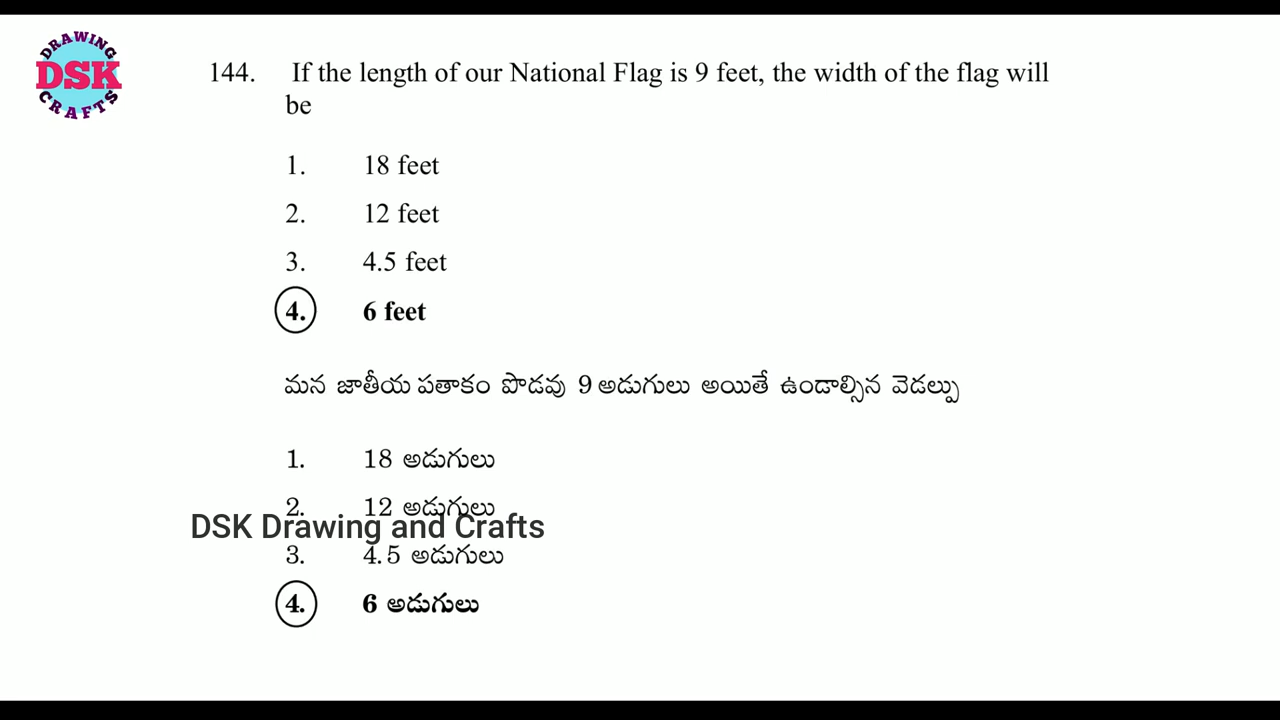 DRAWING
DSK
CRAFTS
144. If the length of our National Flag is 9 feet, the width of the flag will
be
1. 18 feet
2. 12 feet
3. 4.5 feet
4. 6 feet
మన జాతీయ పతాకం పొడవు 9 అడుగులు అయితే ఉండాల్సిన వెడల్పు
1. 18 అడుగులు
2. 12 అడుగులు
DSK Drawing and Crafts
3. 4.5 అడుగులు
4. 6 అడుగులు